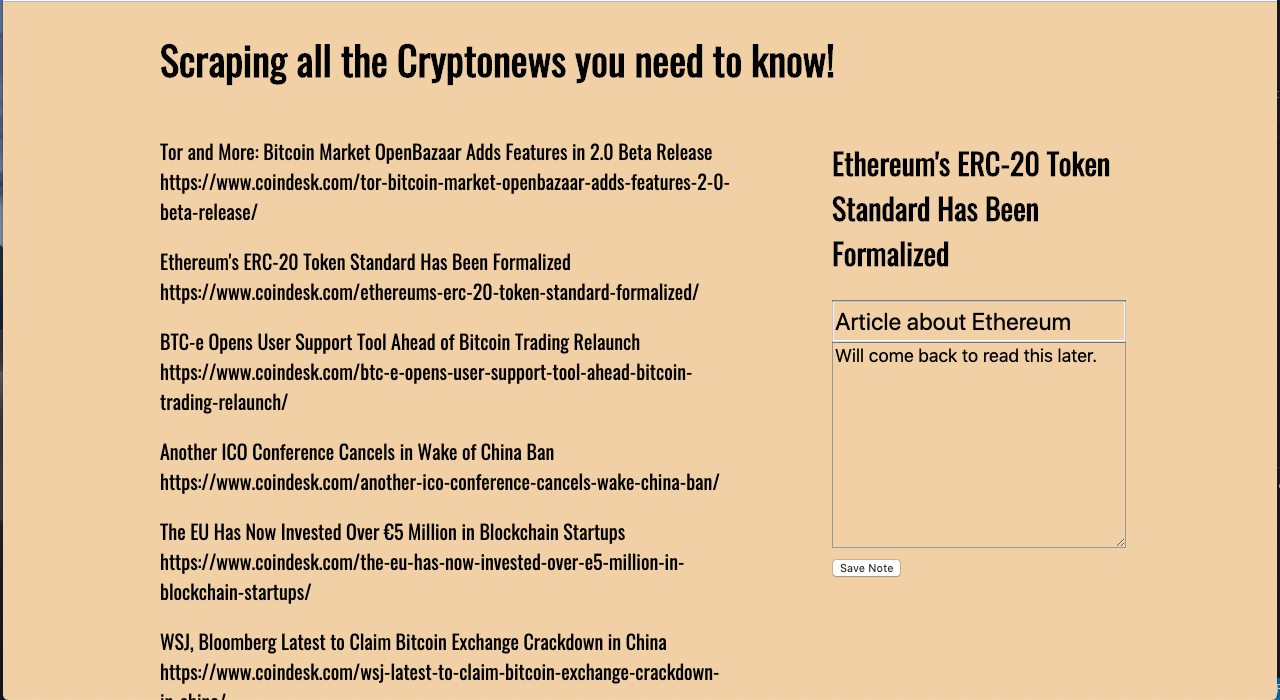 Scraping all the Cryptonews you need to know!
Tor and More: Bitcoin Market OpenBazaar Adds Features in 2.0 Beta Release
https://www.coindesk.com/tor-bitcoin-market-openbazaar-adds-features-2-0-
beta-release/
Ethereum's ERC-20 Token Standard Has Been Formalized
https://www.coindesk.com/ethereums-erc-20-token-standard-formalized/
BTC-e Opens User Support Tool Ahead of Bitcoin Trading Relaunch
https://www.coindesk.com/btc-e-opens-user-support-tool-ahead-bitcoin-
trading-relaunch/
Another ICO Conference Cancels in Wake of China Ban
https://www.coindesk.com/another-ico-conference-cancels-wake-china-ban/
The EU Has Now Invested Over €5 Million in Blockchain Startups
https://www.coindesk.com/the-eu-has-now-invested-over-e5-million-in-
blockchain-startups/
WSJ, Bloomberg Latest to Claim Bitcoin Exchange Crackdown in China
https://www.coindesk.com/wsj-latest-to-claim-bitcoin-exchange-crackdown-
in-china/
Ethereum's ERC-20 Token
Standard Has Been
Formalized
Article about Ethereum
Will come back to read this later.
Save Note